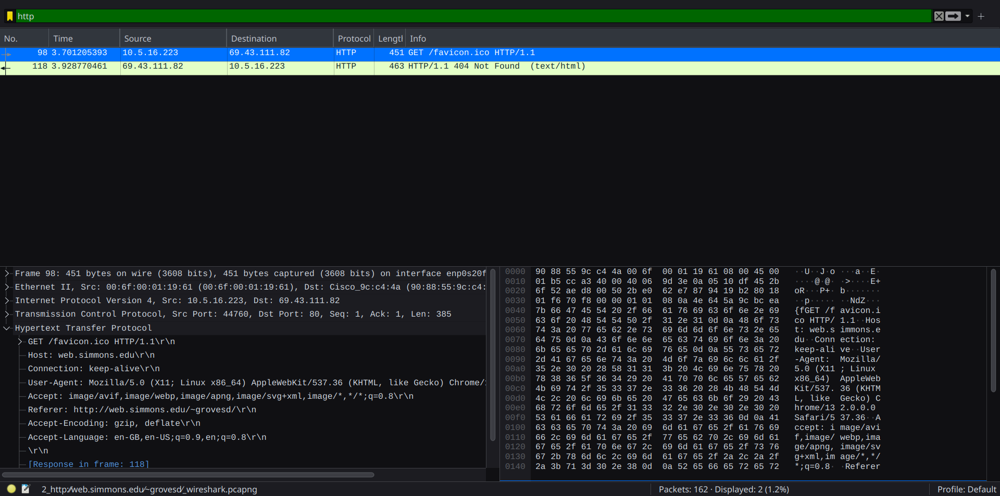 http
No. Time Source Destination Protocol Lengtl Info
98 3.701205393 10.5.16.223 69.43.111.82 HTTP 451 GET /favicon.ico HTTP/1.1
118 3.928770461 69.43.111.82 10.5.16.223 HTTP 463 HTTP/1.1 404 Not Found  (text/html)
Frame 98: 451 bytes on wire (3608 bits), 451 bytes captured (3608 bits) on interface enp0s20f
Ethernet II, Src: 00:6f:00:01:19:61 (00:6f:00:01:19:61), Dst: Cisco_9c:c4:4a (90:88:55:9c:c4:
Internet Protocol Version 4, Src: 10.5.16.223, Dst: 69.43.111.82
Transmission Control Protocol, Src Port: 44760, Dst Port: 80, Seq: 1, Ack: 1, Len: 385
Hypertext Transfer Protocol
GET /favicon.ico HTTP/1.1\r\n
Host: web.simmons.edu\r\n
Connection: keep-alive\r\n
User-Agent: Mozilla/5.0 (X11; Linux x86_64) AppleWebKit/537.36 (KHTML, like Gecko) Chrome/1
Accept: image/avif,image/webp,image/apng,image/svg+xml,image/*,*/*;q=0.8\r\n
Referer: http://web.simmons.edu/~grovesd/\r\n
Accept-Encoding: gzip, deflate\r\n
Accept-Language: en-GB,en-US;q=0.9,en;q=0.8\r\n
\r\n
[Response in frame: 118]
0000 90 88 55 9c c4 4a 00 6f 00 01 19 61 08 00 45 00 ··U··J·o ···a··E·
0010 01 b5 cc a3 40 00 40 06 9d 3e 0a 05 10 df 45 2b ····@·@· ·>····E+
0020 6f 52 ae d8 00 50 2b e0 62 e7 87 94 19 b2 80 18 oR···P+· b·······
0030 01 f6 70 f8 00 00 01 01 08 0a 4e 64 5a 9c bc ea ··p····· ··NdZ···
0040 7b 66 47 45 54 20 2f 66 61 76 69 63 6f 6e 2e 69 {fGET /f avicon.i
0050 63 6f 20 48 54 54 50 2f 31 2e 31 0d 0a 48 6f 73 co HTTP/ 1.1··Hos
0060 74 3a 20 77 65 62 2e 73 69 6d 6d 6f 6e 73 2e 65 t: web.s immons.e
0070 64 75 0d 0a 43 6f 6e 6e 65 63 74 69 6f 6e 3a 20 du··Conn ection:
0080 6b 65 65 70 2d 61 6c 69 76 65 0d 0a 55 73 65 72 keep-ali ve··User
0090 2d 41 67 65 6e 74 3a 20 4d 6f 7a 69 6c 6c 61 2f -Agent:  Mozilla/
00a0 35 2e 30 20 28 58 31 31 3b 20 4c 69 6e 75 78 20 5.0 (X11 ; Linux
00b0 78 38 36 5f 36 34 29 20 41 70 70 6c 65 57 65 62 x86_64)  AppleWeb
00c0 4b 69 74 2f 35 33 37 2e 33 36 20 28 4b 48 54 4d Kit/537. 36 (KHTM
00d0 4c 2c 20 6c 69 6b 65 20 47 65 63 6b 6f 29 20 43 L, like  Gecko) C
00e0 68 72 6f 6d 65 2f 31 33 32 2e 30 2e 30 2e 30 20 hrome/13 2.0.0.0
00f0 53 61 66 61 72 69 2f 35 33 37 2e 33 36 0d 0a 41 Safari/5 37.36··A
0100 63 63 65 70 74 3a 20 69 6d 61 67 65 2f 61 76 69 ccept: i mage/avi
0110 66 2c 69 6d 61 67 65 2f 77 65 62 70 2c 69 6d 61 f,image/ webp,ima
0120 67 65 2f 61 70 6e 67 2c 69 6d 61 67 65 2f 73 76 ge/apng, image/sv
0130 67 2b 78 6d 6c 2c 69 6d 61 67 65 2f 2a 2c 2a 2f g+xml,im age/*,*/
0140 2a 3b 71 3d 30 2e 38 0d 0a 52 65 66 65 72 65 72 *;q=0.8· ·Referer
2_http:⁄⁄web.simmons.edu⁄~grovesd⁄_wireshark.pcapng
Packets: 162 · Displayed: 2 (1.2%)
Profile: Default